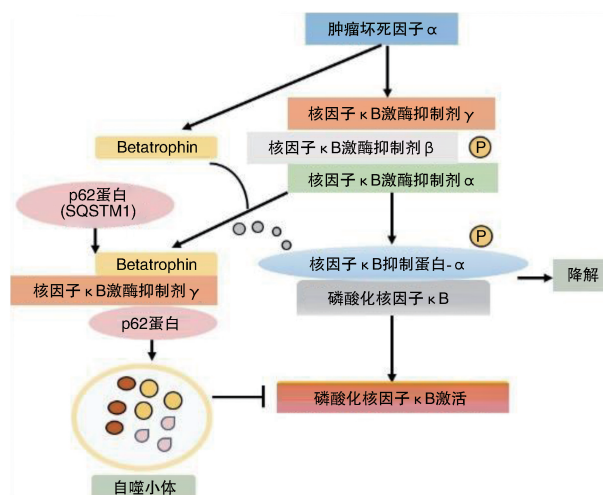 肿瘤坏死因子α
核因子κB激酶抑制剂γ
Betatrophin
核因子κB激酶抑制剂β
P
核因子κB激酶抑制剂α
p62蛋白
(SQSTM1)
P
Betatrophin
核因子κB抑制蛋白-α
降解
核因子κB激酶抑制剂γ
磷酸化核因子κB
p62蛋白
磷酸化核因子κB激活
自噬小体